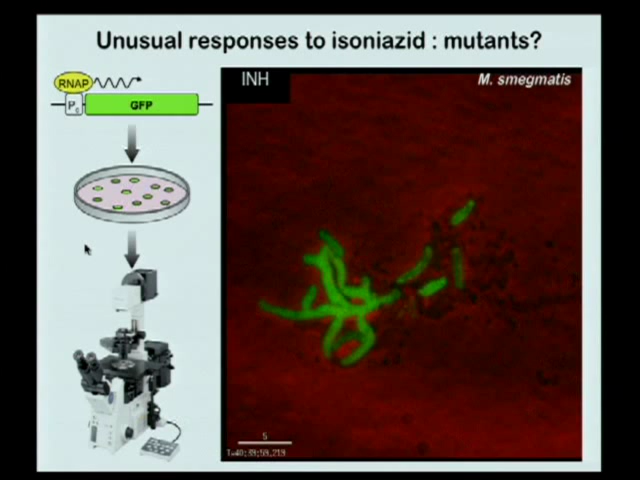 Unusual responses to isoniazid : mutants?
RNAP
GFP
INH
M. smegmatis
5